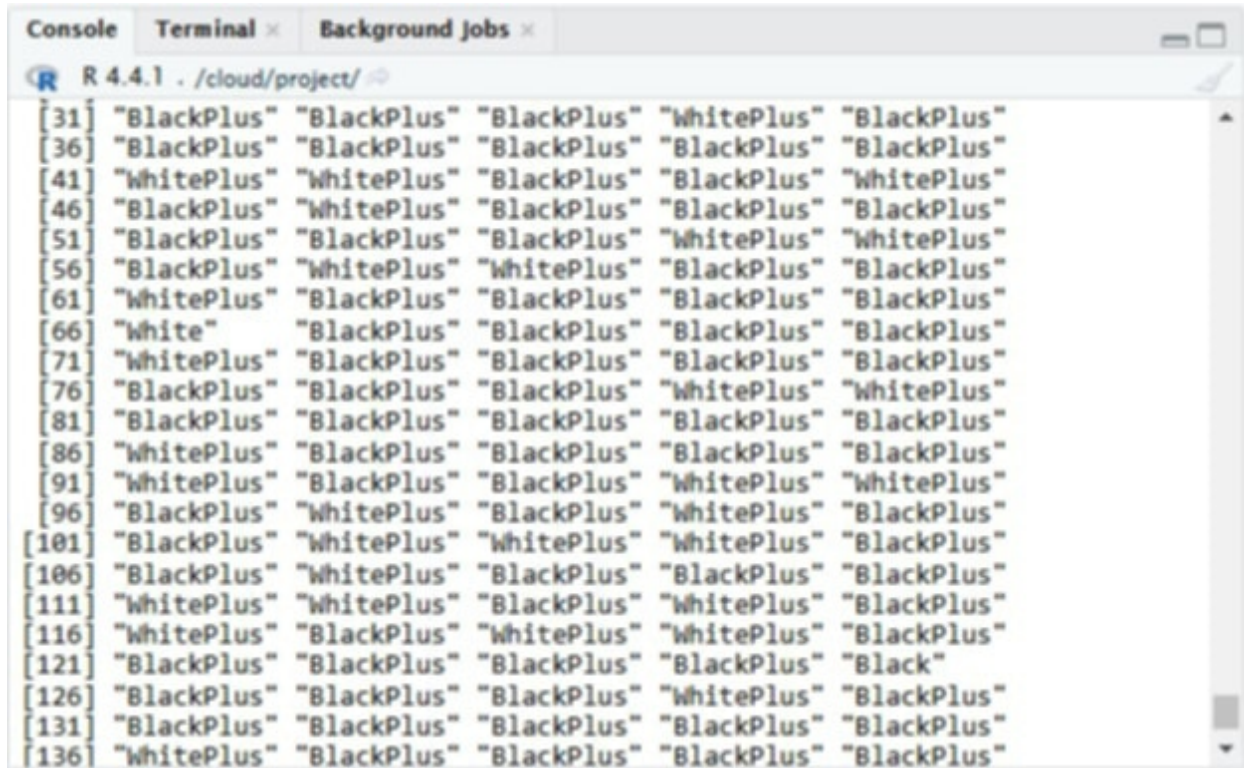 Console Terminal × Background Jobs ×
R R 4.4.1 . /cloud/project/
[31] "BlackPlus" "BlackPlus" "BlackPlus" "WhitePlus" "BlackPlus"
[36] "BlackPlus" "BlackPlus" "BlackPlus" "BlackPlus" "BlackPlus"
[41] "WhitePlus" "WhitePlus" "BlackPlus" "BlackPlus" "WhitePlus"
[46] "BlackPlus" "WhitePlus" "BlackPlus" "BlackPlus" "BlackPlus"
[51] "BlackPlus" "BlackPlus" "BlackPlus" "WhitePlus" "WhitePlus"
[56] "BlackPlus" "WhitePlus" "WhitePlus" "BlackPlus" "BlackPlus"
[61] "WhitePlus" "BlackPlus" "BlackPlus" "BlackPlus" "BlackPlus"
[66] "White" "BlackPlus" "BlackPlus" "BlackPlus" "BlackPlus"
[71] "WhitePlus" "BlackPlus" "BlackPlus" "BlackPlus" "BlackPlus"
[76] "BlackPlus" "BlackPlus" "BlackPlus" "WhitePlus" "WhitePlus"
[81] "BlackPlus" "BlackPlus" "BlackPlus" "BlackPlus" "BlackPlus"
[86] "WhitePlus" "BlackPlus" "BlackPlus" "BlackPlus" "BlackPlus"
[91] "WhitePlus" "BlackPlus" "BlackPlus" "WhitePlus" "WhitePlus"
[96] "BlackPlus" "WhitePlus" "BlackPlus" "WhitePlus" "BlackPlus"
[101] "BlackPlus" "WhitePlus" "WhitePlus" "WhitePlus" "BlackPlus"
[106] "BlackPlus" "WhitePlus" "BlackPlus" "BlackPlus" "BlackPlus"
[111] "WhitePlus" "WhitePlus" "BlackPlus" "WhitePlus" "BlackPlus"
[116] "WhitePlus" "BlackPlus" "WhitePlus" "WhitePlus" "BlackPlus"
[121] "BlackPlus" "BlackPlus" "BlackPlus" "BlackPlus" "Black"
[126] "BlackPlus" "BlackPlus" "BlackPlus" "WhitePlus" "BlackPlus"
[131] "BlackPlus" "BlackPlus" "BlackPlus" "BlackPlus" "BlackPlus"
[136] "WhitePlus" "BlackPlus" "BlackPlus" "BlackPlus" "BlackPlus"